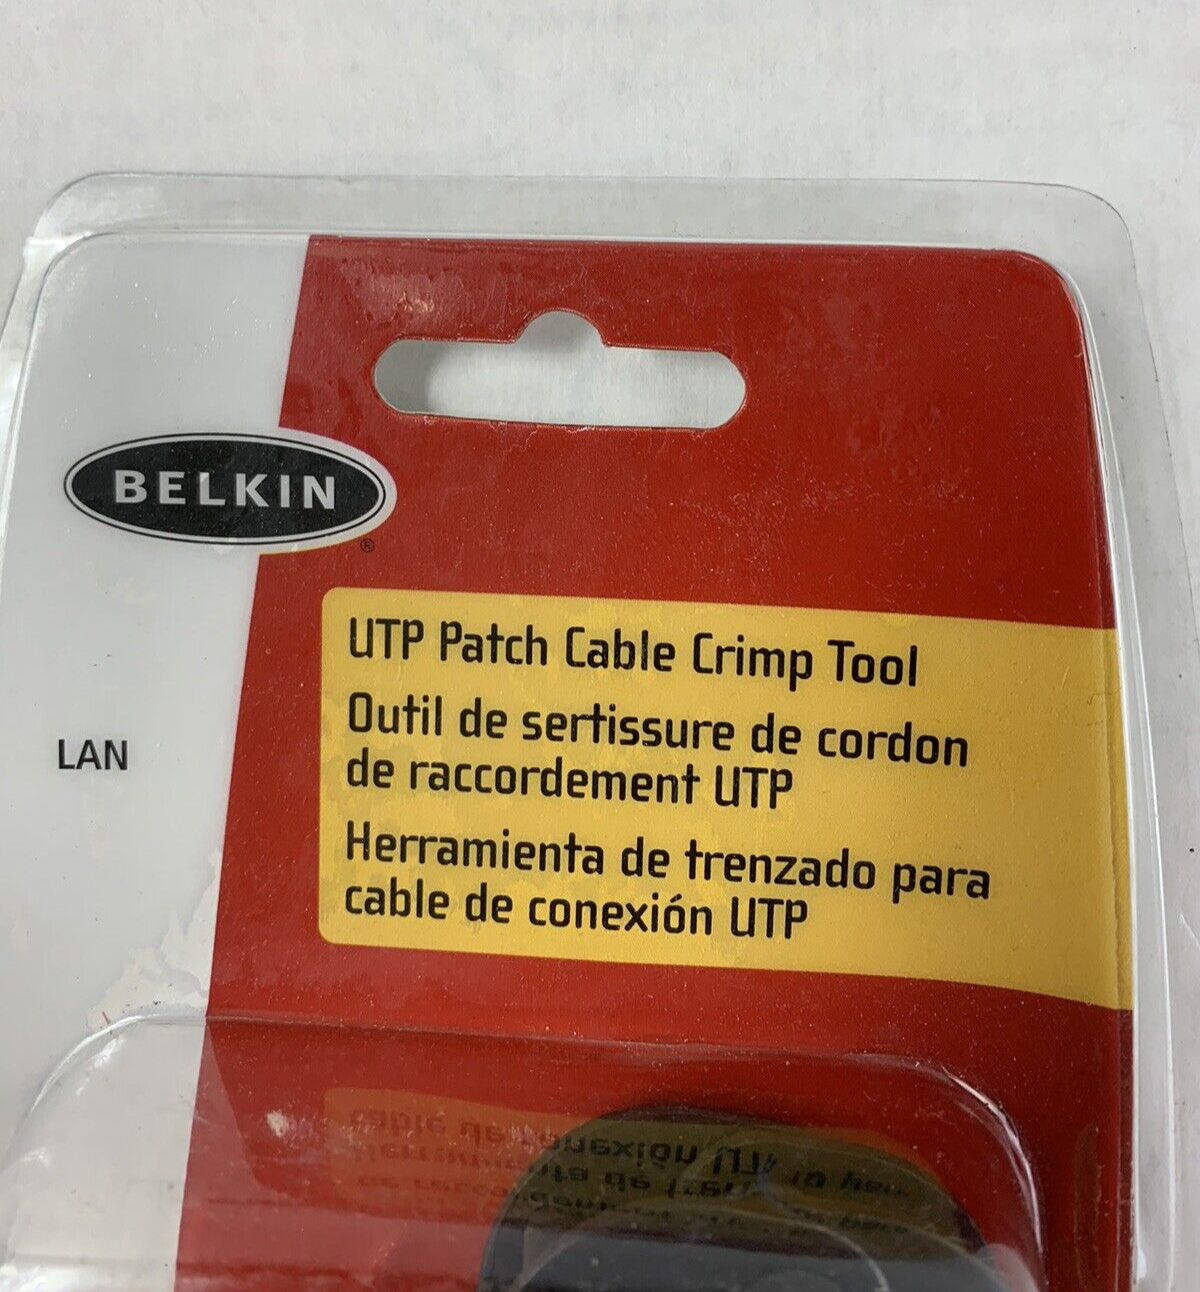 BELKIN
®
UTP Patch Cable Crimp Tool
Outil de sertissure de cordon
de raccordement UTP
Herramienta de trenzado para
cable de conexión UTP
LAN